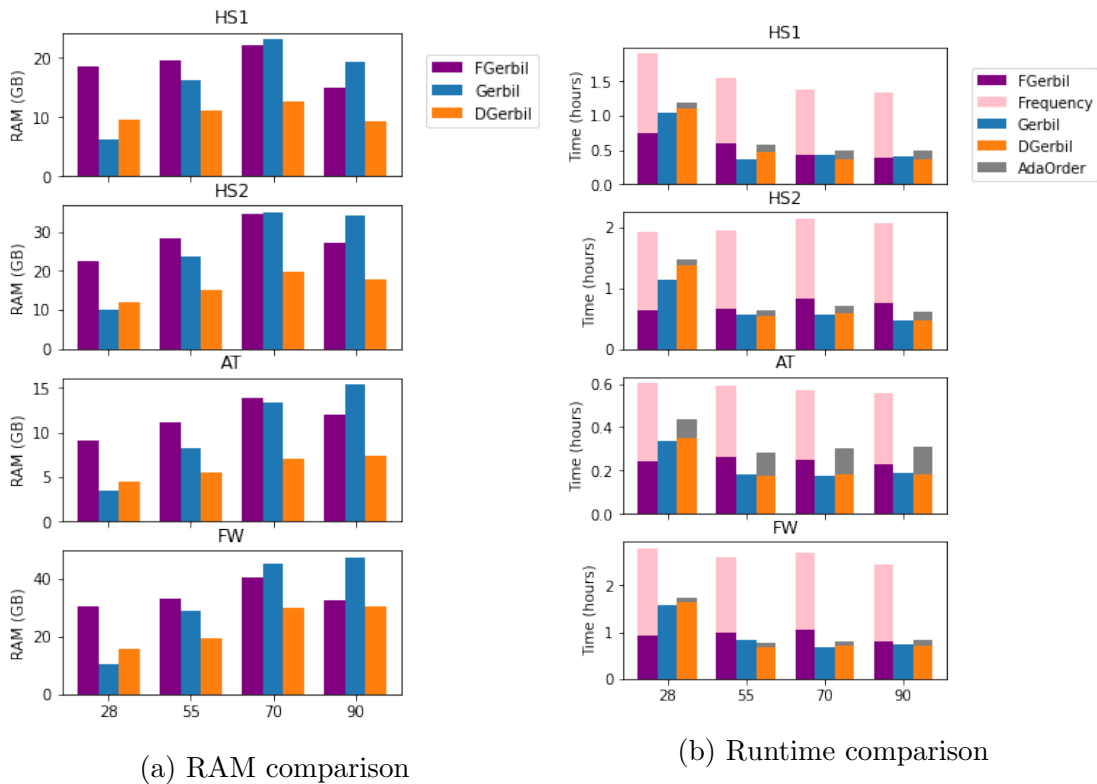 HS1
RAM (GB)
20
10
0
FGerbil
Gerbil
DGerbil
HS2
RAM (GB)
30
20
10
0
AT
RAM (GB)
15
10
5
0
FW
RAM (GB)
40
20
0
28 55 70 90
(a) RAM comparison
HS1
Time (hours)
1.5
1.0
0.5
0.0
FGerbil
Frequency
Gerbil
DGerbil
AdaOrder
HS2
Time (hours)
2
1
0
AT
Time (hours)
0.6
0.4
0.2
0.0
FW
Time (hours)
2
1
0
28 55 70 90
(b) Runtime comparison